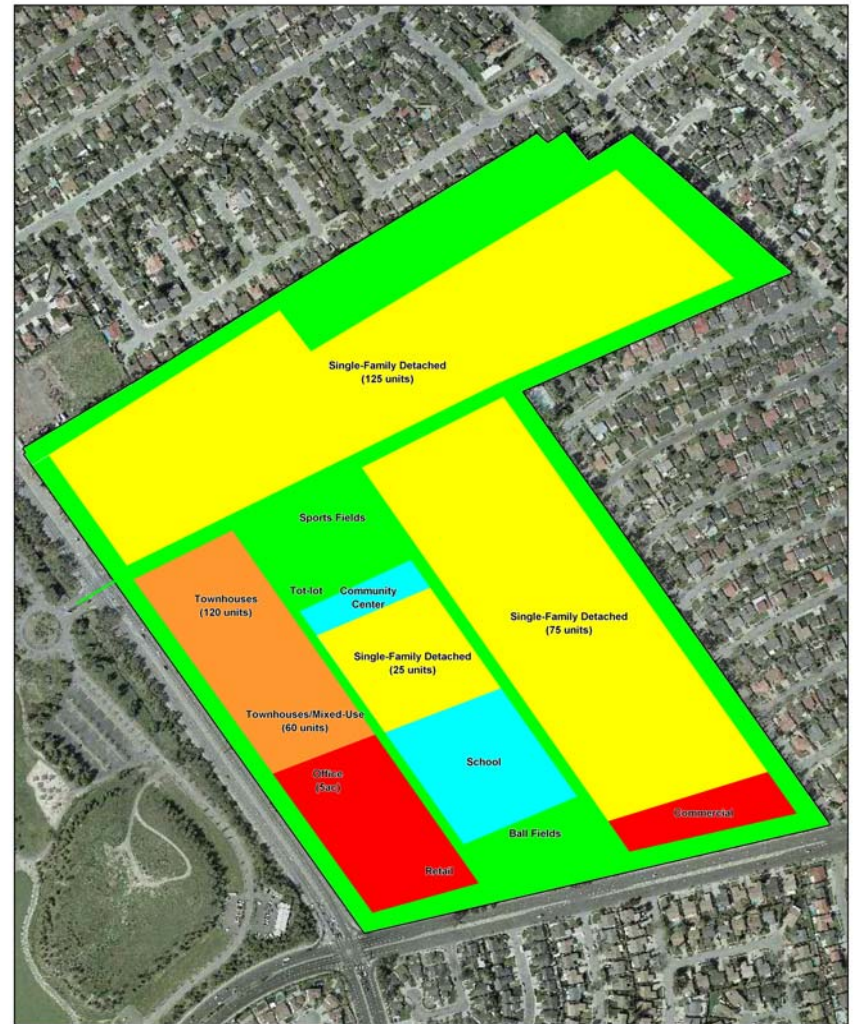 Single-Family Detached
(125 units)
Sports Fields
Tot-lot
Community
Center
Townhouses
(120 units)
Single-Family Detached
(75 units)
Single-Family Detached
(25 units)
Townhouses/Mixed-Use
(60 units)
School
Office
(5ac)
Commercial
Ball Fields
Retail